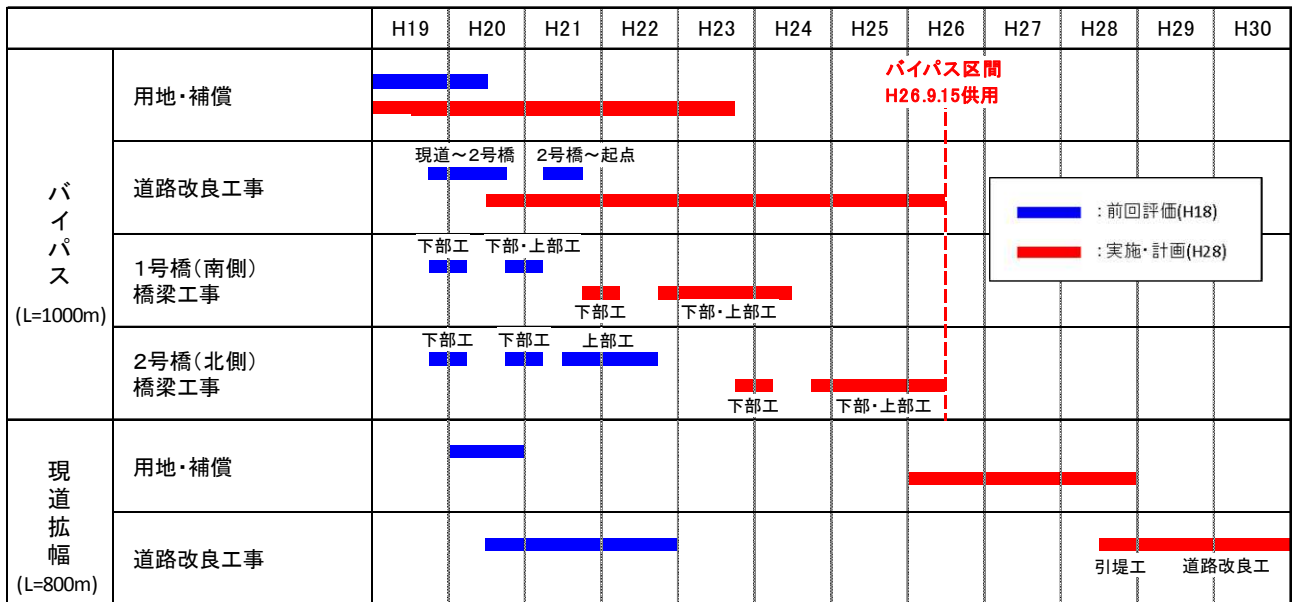 H19 H20 H21 H22 H23 H24 H25 H26 H27 H28 H29 H30
バイパス
(L=1000m)
用地・補償
バイパス区間
H26.9.15供用
道路改良工事
現道～2号橋 2号橋～起点
：前回評価(H18)
：実施・計画(H28)
1号橋(南側)
橋梁工事
下部工 下部・上部工
下部工 下部・上部工
2号橋(北側)
橋梁工事
下部工 下部工 上部工
下部工 下部・上部工
現道拡幅
(L=800m)
用地・補償
道路改良工事
引堤工 道路改良工